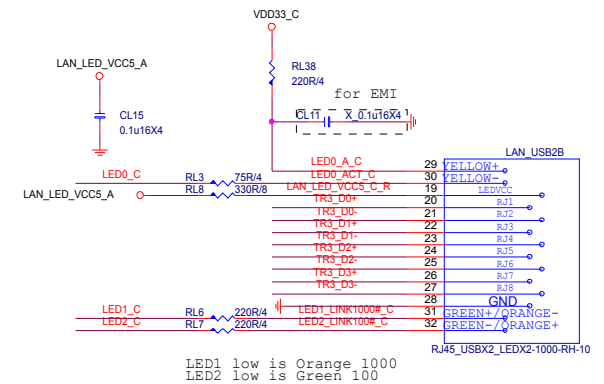 VDD33_C
LAN_LED_VCC5_A
RL38
220R/4
for EMI
CL15
0.1u16X4
CL11
X_0.1u16X4
LAN_USB2B
LED0_A_C
29
YELLOW+
LED0_C
RL3
75R/4
LED0_ACT_C
30
YELLOW-
LAN_LED_VCC5_A
RL8
330R/8
LAN_LED_VCC5_C_R
19
LEDVCC
TR3_D0+
20
RJ1
TR3_D0-
21
RJ2
TR3_D1+
22
RJ3
TR3_D1-
23
RJ4
TR3_D2+
24
RJ5
TR3_D2-
25
RJ6
TR3_D3+
26
RJ7
TR3_D3-
27
RJ8
28
GND
LED1_C
RL6
220R/4
LED1_LINK1000#_C
31
GREEN+/ORANGE-
LED2_C
RL7
220R/4
LED2_LINK100#_C
32
GREEN-/ORANGE+
RJ45_USBX2_LEDX2-1000-RH-10
LED1 low is Orange 1000
LED2 low is Green 100